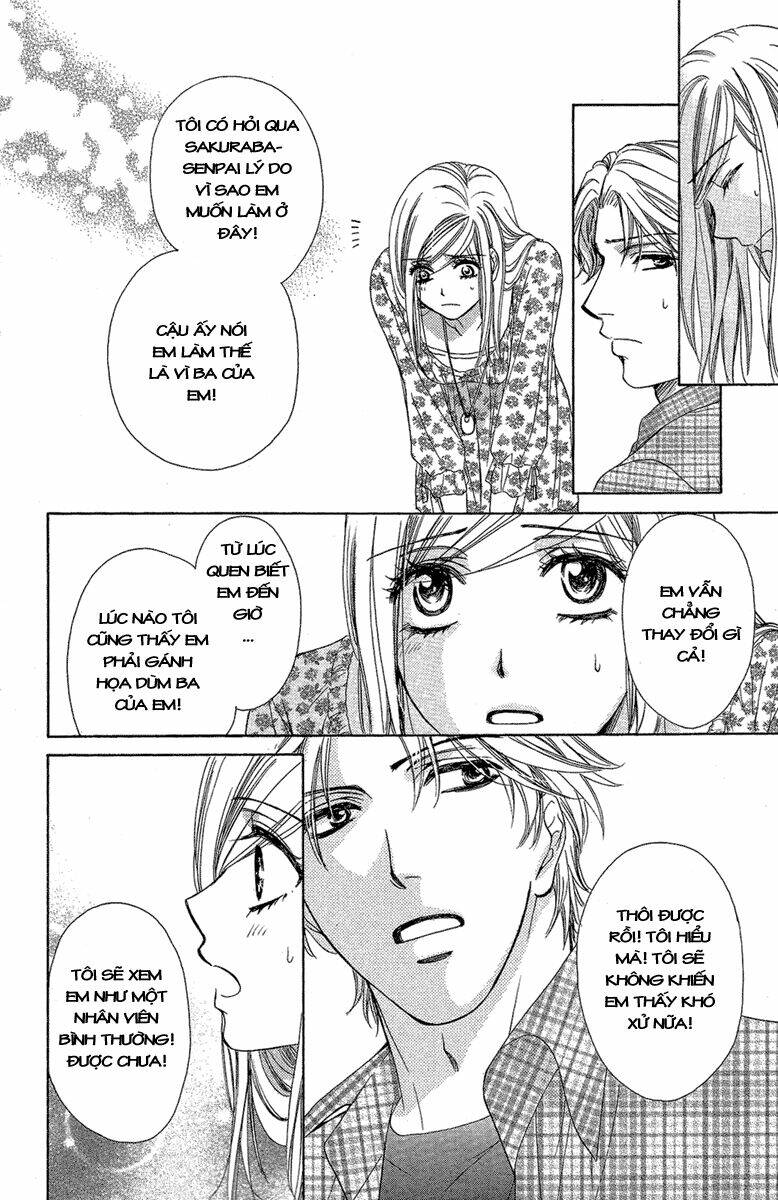 TÔI CÓ HỎI QUA
SAKURABA-
SENPAI LÝ DO
VÌ SAO EM
MUỐN LÀM Ở
ĐÂY!
CẬU ẤY NÓI
EM LÀM THẾ
LÀ VÌ BA CỦA
EM!
EM VẪN
CHẲNG
THAY ĐỔI GÌ
CẢ!
TỪ LÚC
QUEN BIẾT
EM ĐẾN
GIỜ
...
LÚC NÀO TÔI
CŨNG THẤY EM
PHẢI GÁNH
HỌA DÙM BA
CỦA EM!
THÔI ĐƯỢC
RỒI! TÔI HIỂU
MÀ! TÔI SẼ
KHÔNG KHIẾN
EM THẤY KHÓ
XỬ NỮA!
TÔI SẼ XEM
EM NHƯ MỘT
NHÂN VIÊN
BÌNH THƯỜNG!
ĐƯỢC CHƯA!